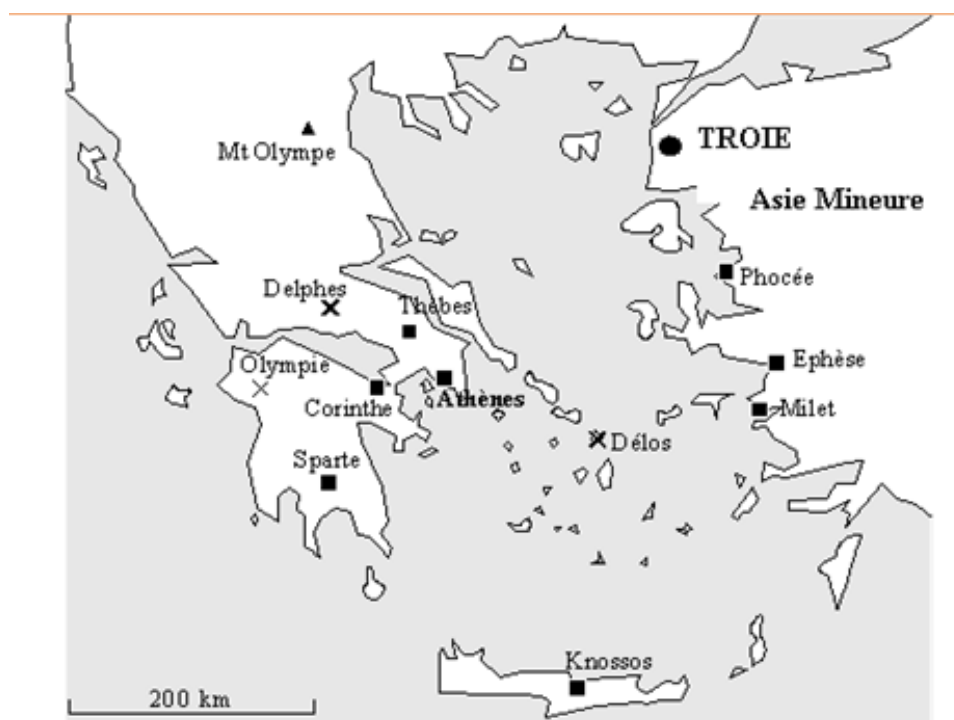 TROIE
Mt Olympe
Asie Mineure
Phocée
Delphes
Thèbes
Ephèse
Olympie
Athènes
Corinthe
Milet
Délos
Sparte
Knossos
200 km